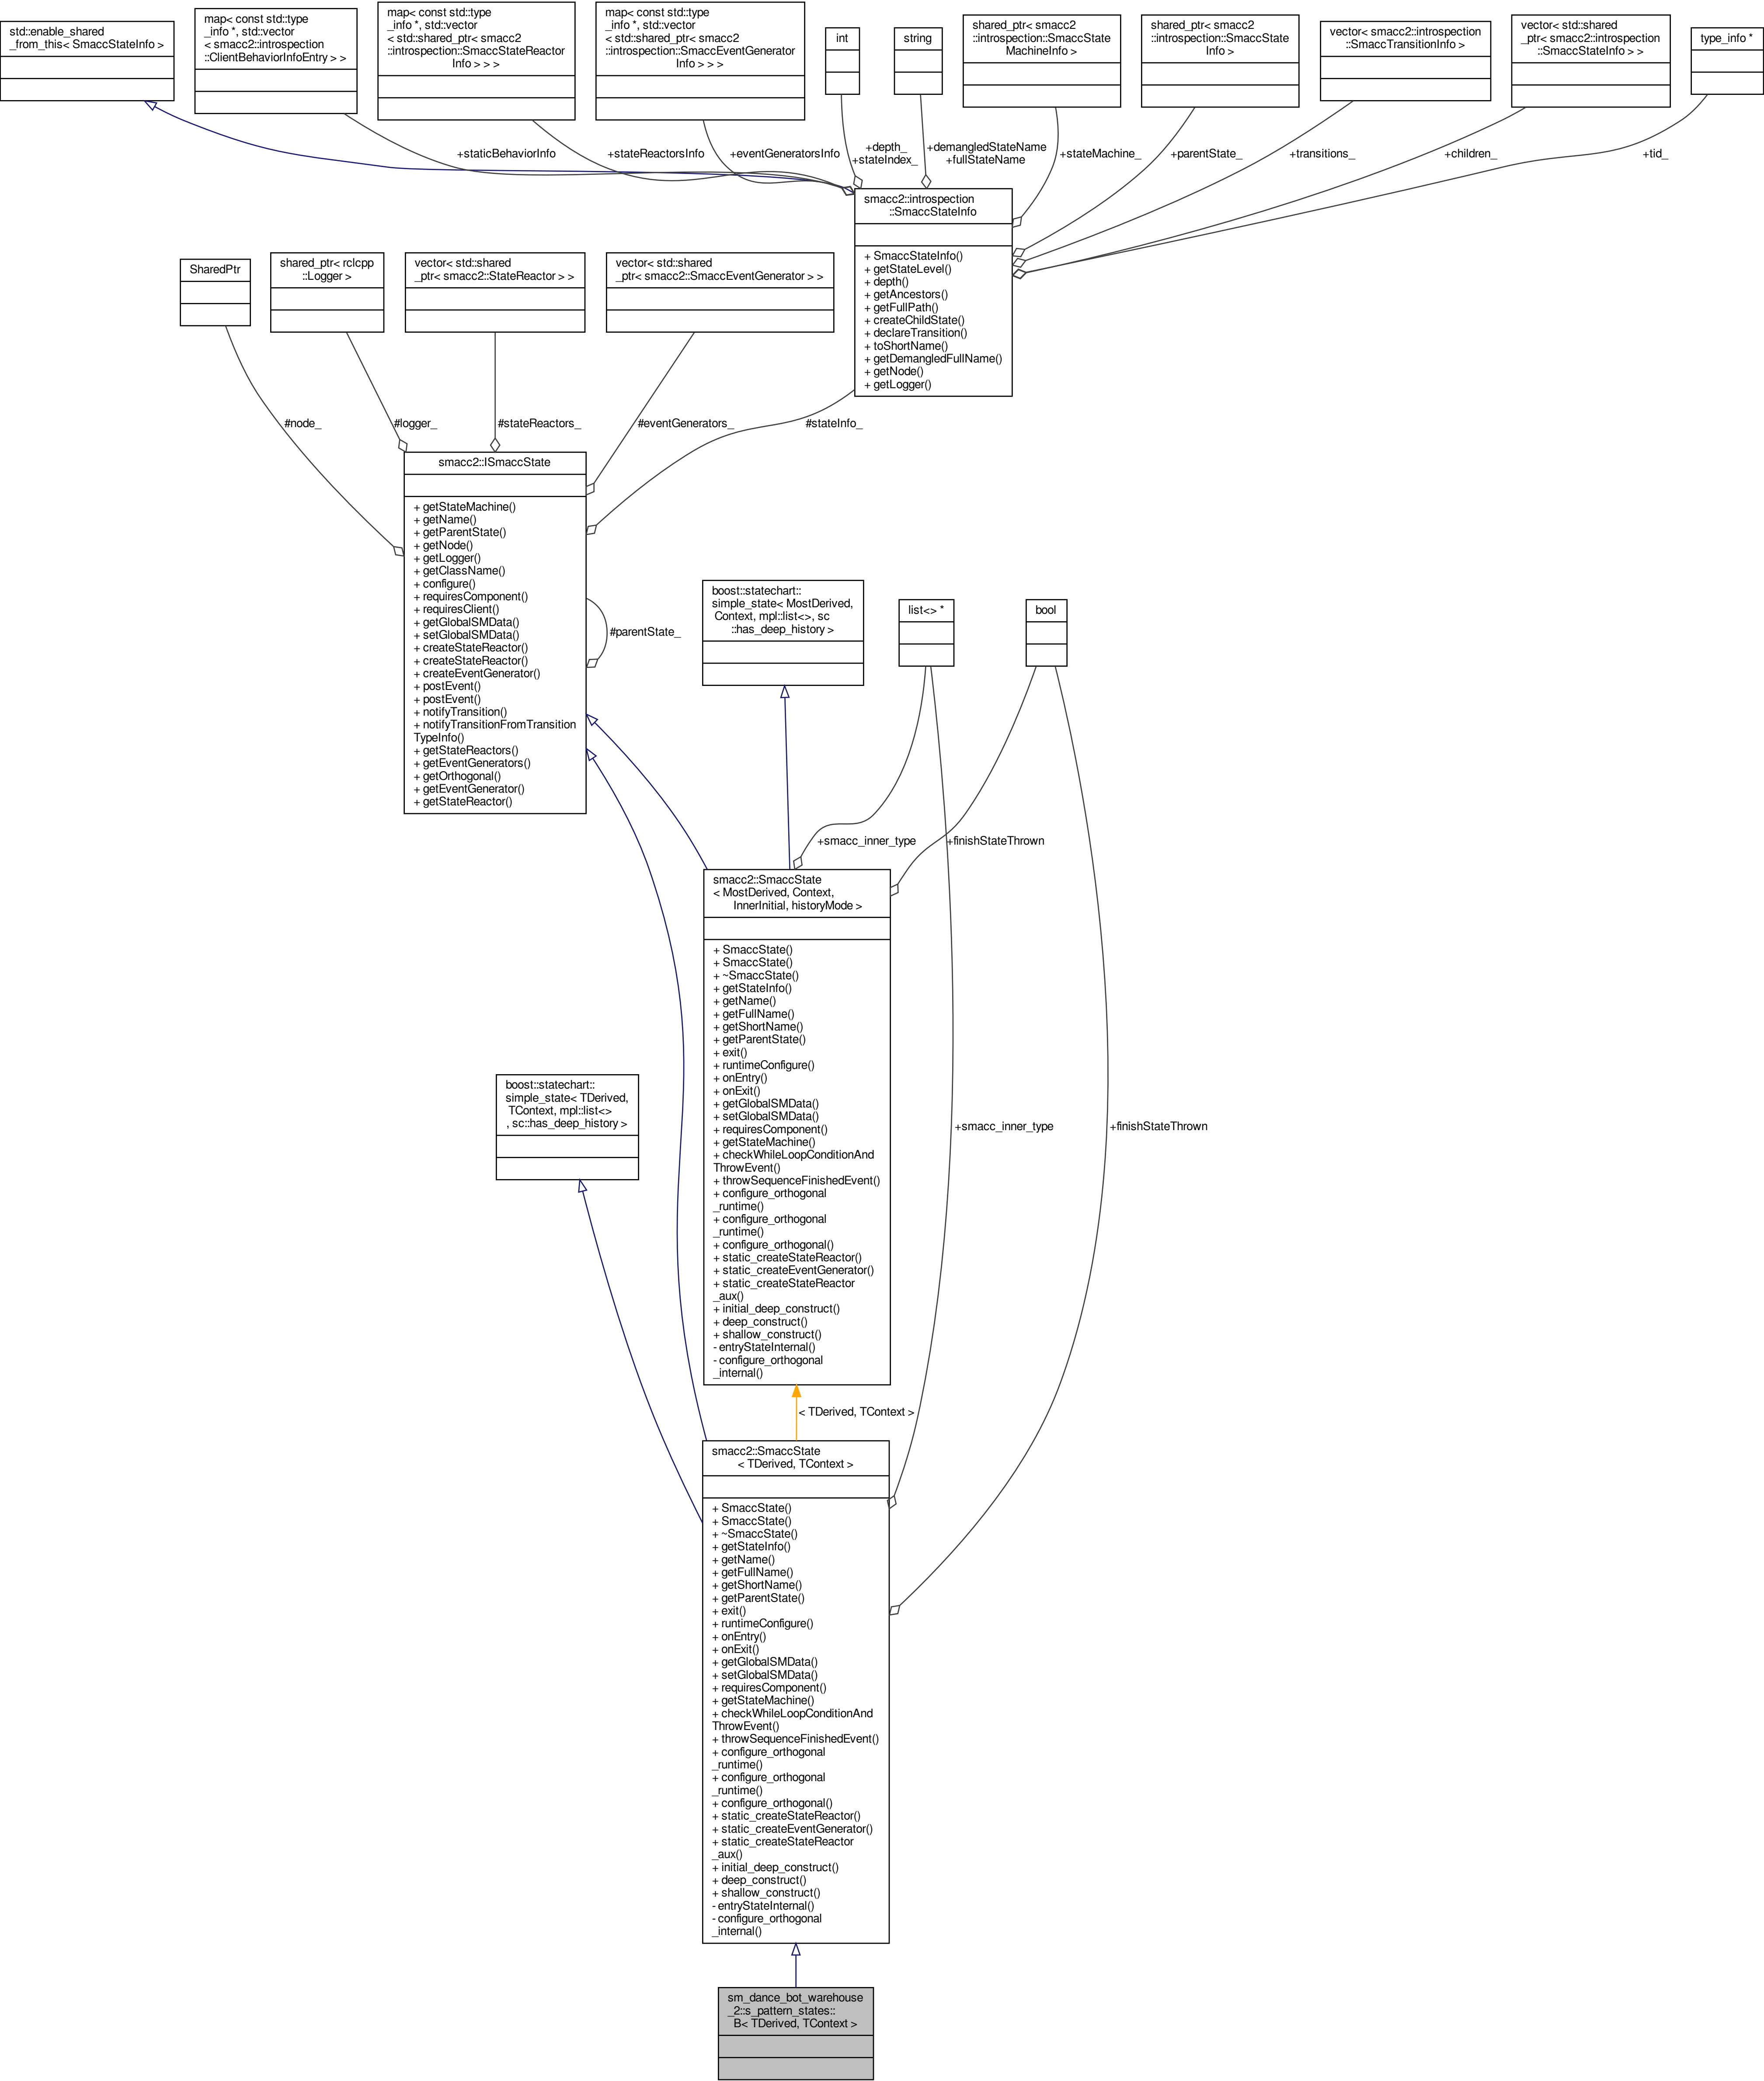 std::enable_shared
_from_this< SmaccStateInfo >
map< const std::type
_info *, std::vector
< smacc2::introspection
::ClientBehaviorInfoEntry > >
map< const std::type
_info *, std::vector
< std::shared_ptr< smacc2
::introspection::SmaccStateReactor
Info > > >
map< const std::type
_info *, std::vector
< std::shared_ptr< smacc2
::introspection::SmaccEventGenerator
Info > > >
int
string
shared_ptr< smacc2
::introspection::SmaccState
MachineInfo >
shared_ptr< smacc2
::introspection::SmaccState
Info >
vector< smacc2::introspection
::SmaccTransitionInfo >
vector< std::shared
_ptr< smacc2::introspection
::SmaccStateInfo > >
type_info *
+staticBehaviorInfo
+stateReactorsInfo
+eventGeneratorsInfo
+depth_
+stateIndex_
+demangledStateName
+fullStateName
+stateMachine_
+parentState_
+transitions_
+children_
+tid_
smacc2::introspection
::SmaccStateInfo
+ SmaccStateInfo()
+ getStateLevel()
+ depth()
+ getAncestors()
+ getFullPath()
+ createChildState()
+ declareTransition()
+ toShortName()
+ getDemangledFullName()
+ getNode()
+ getLogger()
SharedPtr
shared_ptr< rclcpp
::Logger >
vector< std::shared
_ptr< smacc2::StateReactor > >
vector< std::shared
_ptr< smacc2::SmaccEventGenerator > >
#node_
#logger_
#stateReactors_
#eventGenerators_
#stateInfo_
smacc2::ISmaccState
+ getStateMachine()
+ getName()
+ getParentState()
+ getNode()
+ getLogger()
+ getClassName()
+ configure()
+ requiresComponent()
+ requiresClient()
+ getGlobalSMData()
+ setGlobalSMData()
+ createStateReactor()
+ createStateReactor()
+ createEventGenerator()
+ postEvent()
+ postEvent()
+ notifyTransition()
+ notifyTransitionFromTransition
TypeInfo()
+ getStateReactors()
+ getEventGenerators()
+ getOrthogonal()
+ getEventGenerator()
+ getStateReactor()
#parentState_
boost::statechart::
simple_state< MostDerived,
Context, mpl::list<>, sc
::has_deep_history >
list<> *
bool
+smacc_inner_type
+finishStateThrown
smacc2::SmaccState
< MostDerived, Context,
InnerInitial, historyMode >
+ SmaccState()
+ SmaccState()
+ ~SmaccState()
+ getStateInfo()
+ getName()
+ getFullName()
+ getShortName()
+ getParentState()
+ exit()
+ runtimeConfigure()
+ onEntry()
+ onExit()
+ getGlobalSMData()
+ setGlobalSMData()
+ requiresComponent()
+ getStateMachine()
+ checkWhileLoopConditionAnd
ThrowEvent()
+ throwSequenceFinishedEvent()
+ configure_orthogonal
_runtime()
+ configure_orthogonal
_runtime()
+ configure_orthogonal()
+ static_createStateReactor()
+ static_createEventGenerator()
+ static_createStateReactor
_aux()
+ initial_deep_construct()
+ deep_construct()
+ shallow_construct()
- entryStateInternal()
- configure_orthogonal
_internal()
boost::statechart::
simple_state< TDerived,
TContext, mpl::list<>
, sc::has_deep_history >
+smacc_inner_type
+finishStateThrown
< TDerived, TContext >
smacc2::SmaccState
< TDerived, TContext >
+ SmaccState()
+ SmaccState()
+ ~SmaccState()
+ getStateInfo()
+ getName()
+ getFullName()
+ getShortName()
+ getParentState()
+ exit()
+ runtimeConfigure()
+ onEntry()
+ onExit()
+ getGlobalSMData()
+ setGlobalSMData()
+ requiresComponent()
+ getStateMachine()
+ checkWhileLoopConditionAnd
ThrowEvent()
+ throwSequenceFinishedEvent()
+ configure_orthogonal
_runtime()
+ configure_orthogonal
_runtime()
+ configure_orthogonal()
+ static_createStateReactor()
+ static_createEventGenerator()
+ static_createStateReactor
_aux()
+ initial_deep_construct()
+ deep_construct()
+ shallow_construct()
- entryStateInternal()
- configure_orthogonal
_internal()
sm_dance_bot_warehouse
_2::s_pattern_states::
B< TDerived, TContext >